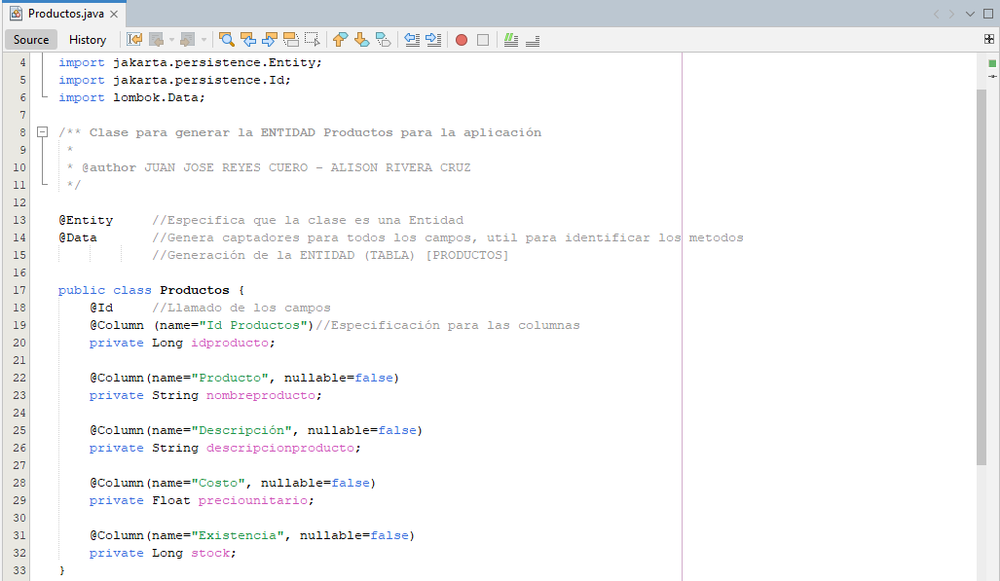 Productos.java
Source History
4 import jakarta.persistence.Entity;
5 import jakarta.persistence.Id;
6 import lombok.Data;
7
8 /** Clase para generar la ENTIDAD Productos para la aplicación
9 *
10 * @author JUAN JOSE REYES CUERO - ALISON RIVERA CRUZ
11 */
12
13 @Entity //Especifica que la clase es una Entidad
14 @Data //Genera captadores para todos los campos, util para identificar los metodos
15 //Generación de la ENTIDAD (TABLA) [PRODUCTOS]
16
17 public class Productos {
18 @Id //Llamado de los campos
19 @Column (name="Id Productos")//Especificación para las columnas
20 private Long idproducto;
21
22 @Column(name="Producto", nullable=false)
23 private String nombreproducto;
24
25 @Column(name="Descripción", nullable=false)
26 private String descripcionproducto;
27
28 @Column(name="Costo", nullable=false)
29 private Float preciounitario;
30
31 @Column(name="Existencia", nullable=false)
32 private Long stock;
33 }